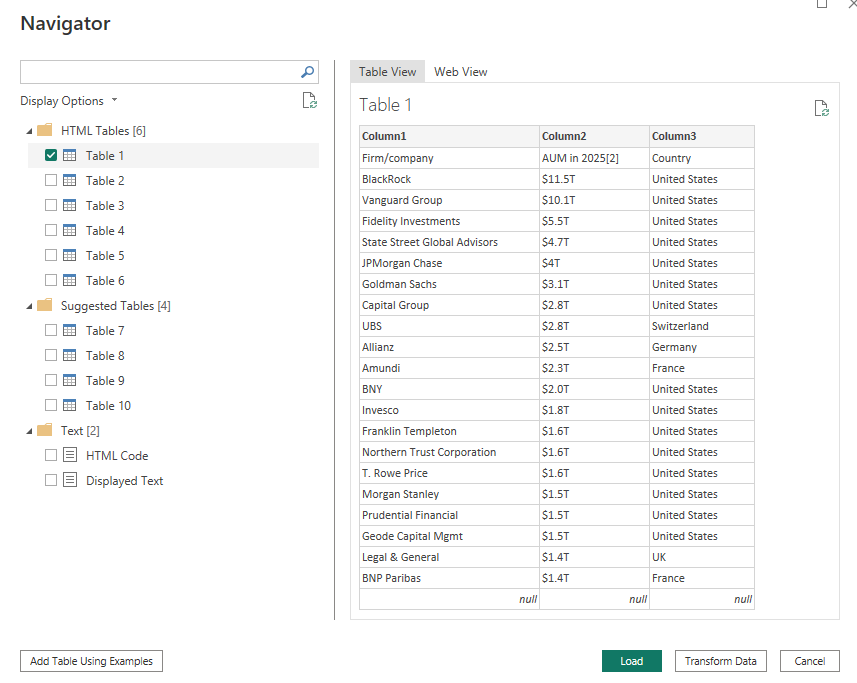 Navigator
Display Options
HTML Tables [6]
Table 1
Table 2
Table 3
Table 4
Table 5
Table 6
Suggested Tables [4]
Table 7
Table 8
Table 9
Table 10
Text [2]
HTML Code
Displayed Text
Table View Web View
Table 1
Column1 Column2 Column3
Firm/company AUM in 2025[2] Country
BlackRock $11.5T United States
Vanguard Group $10.1T United States
Fidelity Investments $5.5T United States
State Street Global Advisors $4.7T United States
JPMorgan Chase $4T United States
Goldman Sachs $3.1T United States
Capital Group $2.8T United States
UBS $2.8T Switzerland
Allianz $2.5T Germany
Amundi $2.3T France
BNY $2.0T United States
Invesco $1.8T United States
Franklin Templeton $1.6T United States
Northern Trust Corporation $1.6T United States
T. Rowe Price $1.6T United States
Morgan Stanley $1.5T United States
Prudential Financial $1.5T United States
Geode Capital Mgmt $1.5T United States
Legal & General $1.4T UK
BNP Paribas $1.4T France
null null null
Add Table Using Examples Load Transform Data Cancel